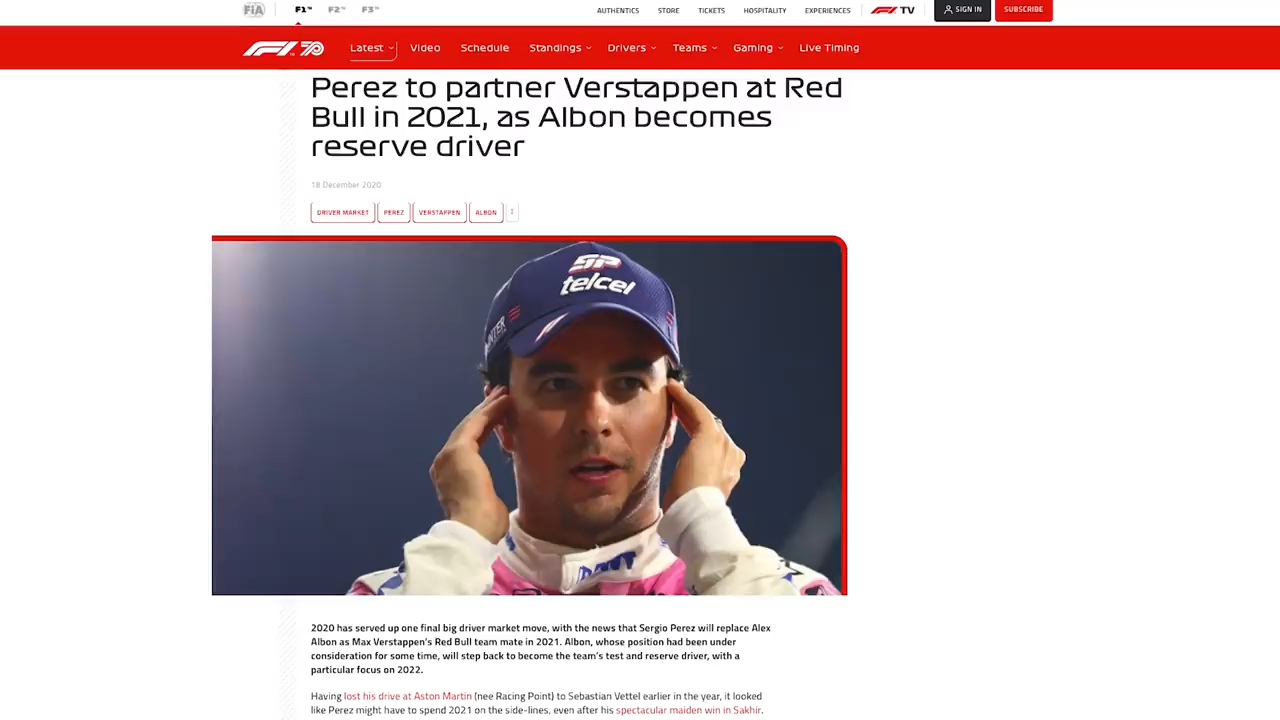 FiA F1™ F2™ F3™ AUTHENTICS STORE TICKETS HOSPITALITY EXPERIENCES F1 TV SIGN IN SUBSCRIBE
F1 70 Latest Video Schedule Standings Drivers Teams Gaming Live Timing
Perez to partner Verstappen at Red
Bull in 2021, as Albon becomes
reserve driver
18 December 2020
DRIVER MARKET PEREZ VERSTAPPEN ALBON
SP
telcel
2020 has served up one final big driver market move, with the news that Sergio Perez will replace Alex
Albon as Max Verstappen's Red Bull team mate in 2021. Albon, whose position had been under
consideration for some time, will step back to become the team's test and reserve driver, with a
particular focus on 2022.
Having lost his drive at Aston Martin (nee Racing Point) to Sebastian Vettel earlier in the year, it looked
like Perez might have to spend 2021 on the side-lines, even after his spectacular maiden win in Sakhir.